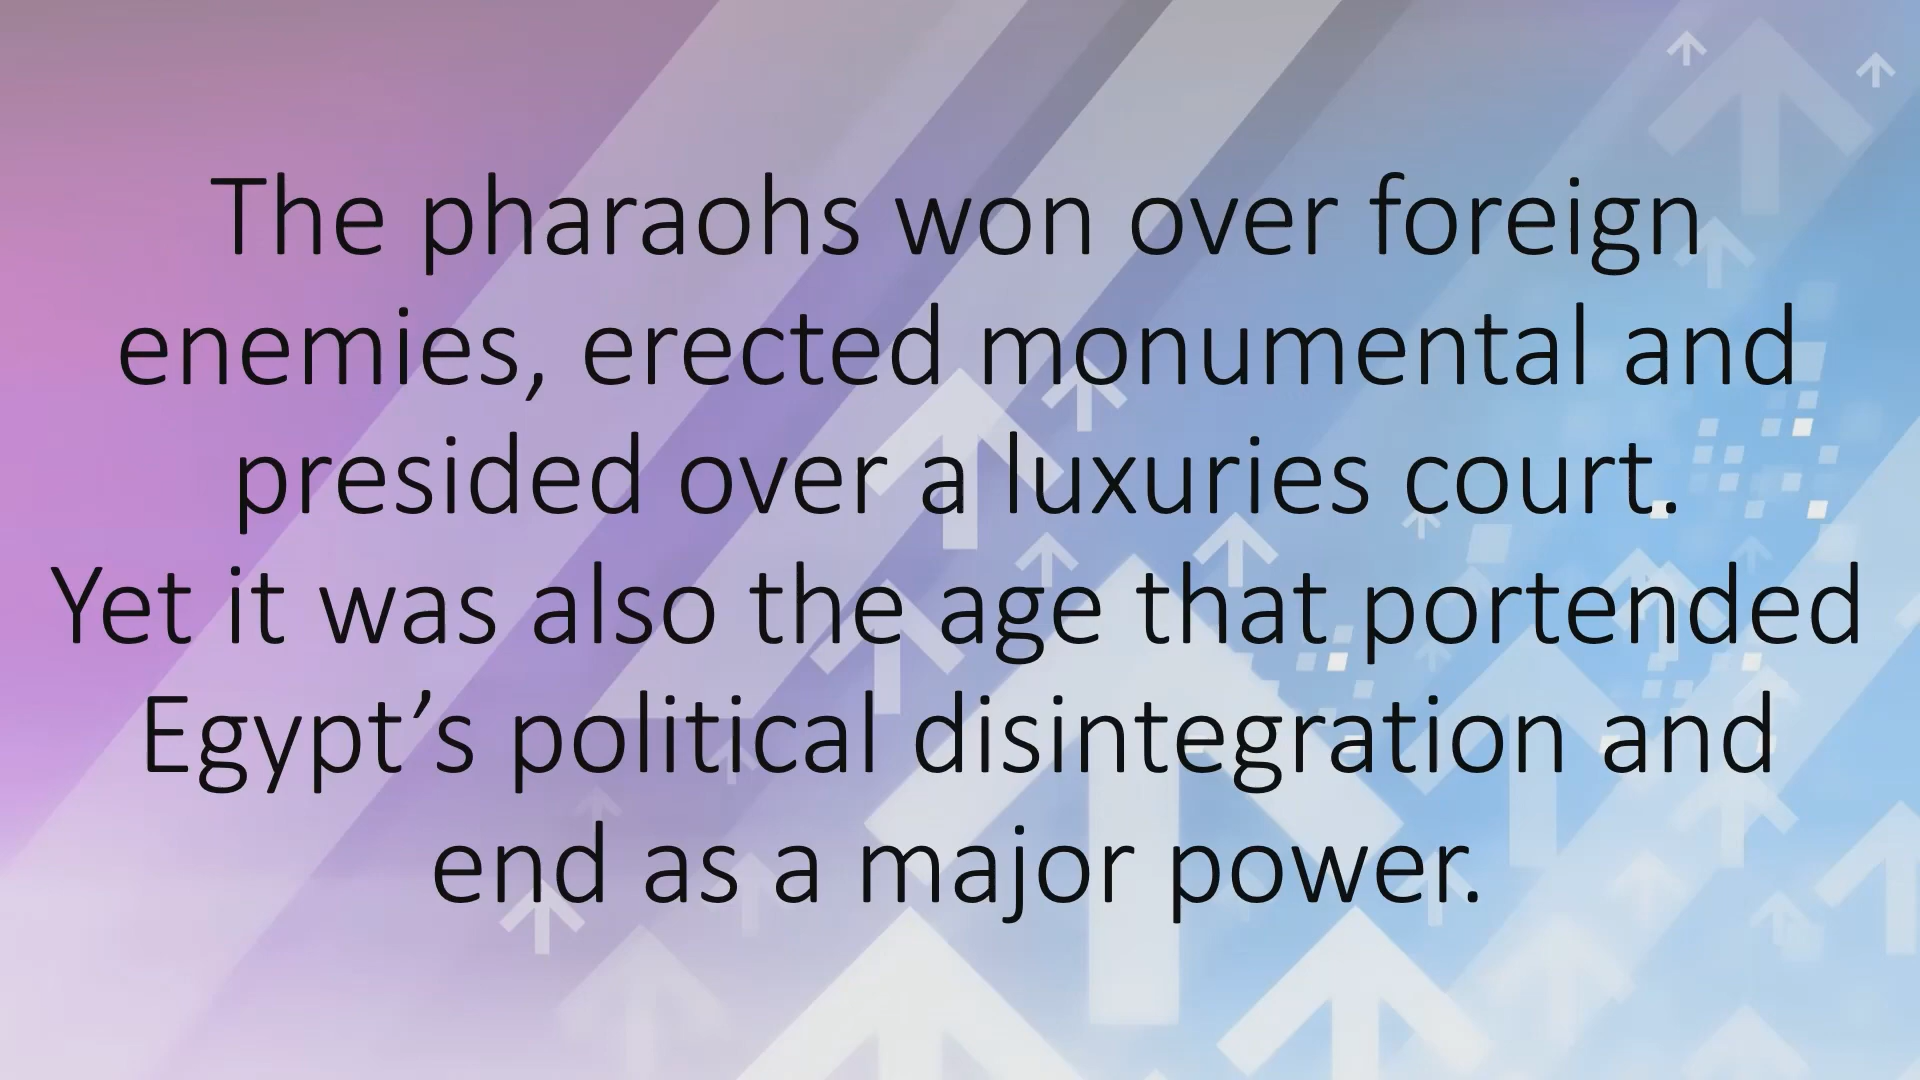 The pharaohs won over foreign
enemies, erected monumental and
presided over a luxuries court.
Yet it was also the age that portended
Egypt’s political disintegration and
end as a major power.